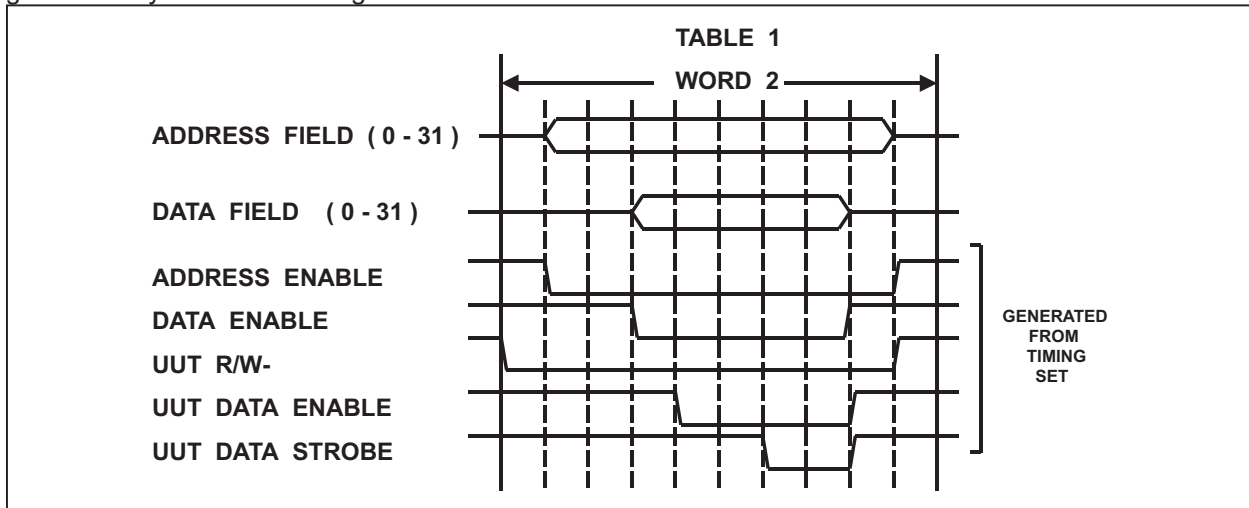 TABLE 1
WORD 2
ADDRESS FIELD ( 0 - 31 )
DATA FIELD ( 0 - 31 )
ADDRESS ENABLE
DATA ENABLE
UUT R/W-
UUT DATA ENABLE
UUT DATA STROBE
GENERATED
FROM
TIMING
SET